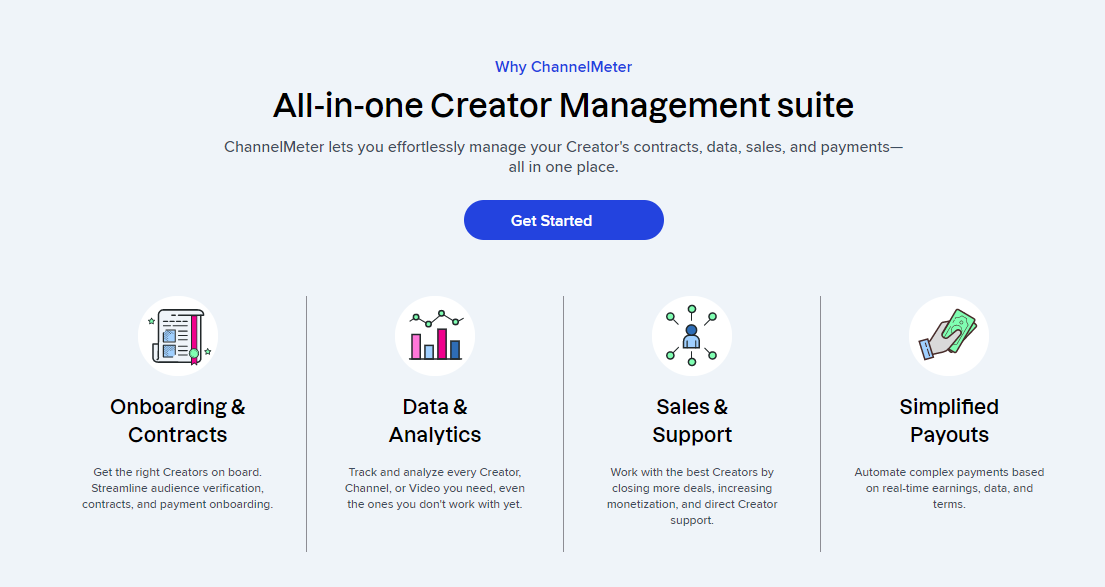 Why ChannelMeter
All-in-one Creator Management suite
ChannelMeter lets you effortlessly manage your Creator's contracts, data, sales, and payments—
all in one place.
Get Started
Onboarding &
Contracts
Get the right Creators on board.
Streamline audience verification,
contracts, and payment onboarding.
Data &
Analytics
Track and analyze every Creator,
Channel, or Video you need, even
the ones you don't work with yet.
Sales &
Support
Work with the best Creators by
closing more deals, increasing
monetization, and direct Creator
support.
Simplified
Payouts
Automate complex payments based
on real-time earnings, data, and
terms.